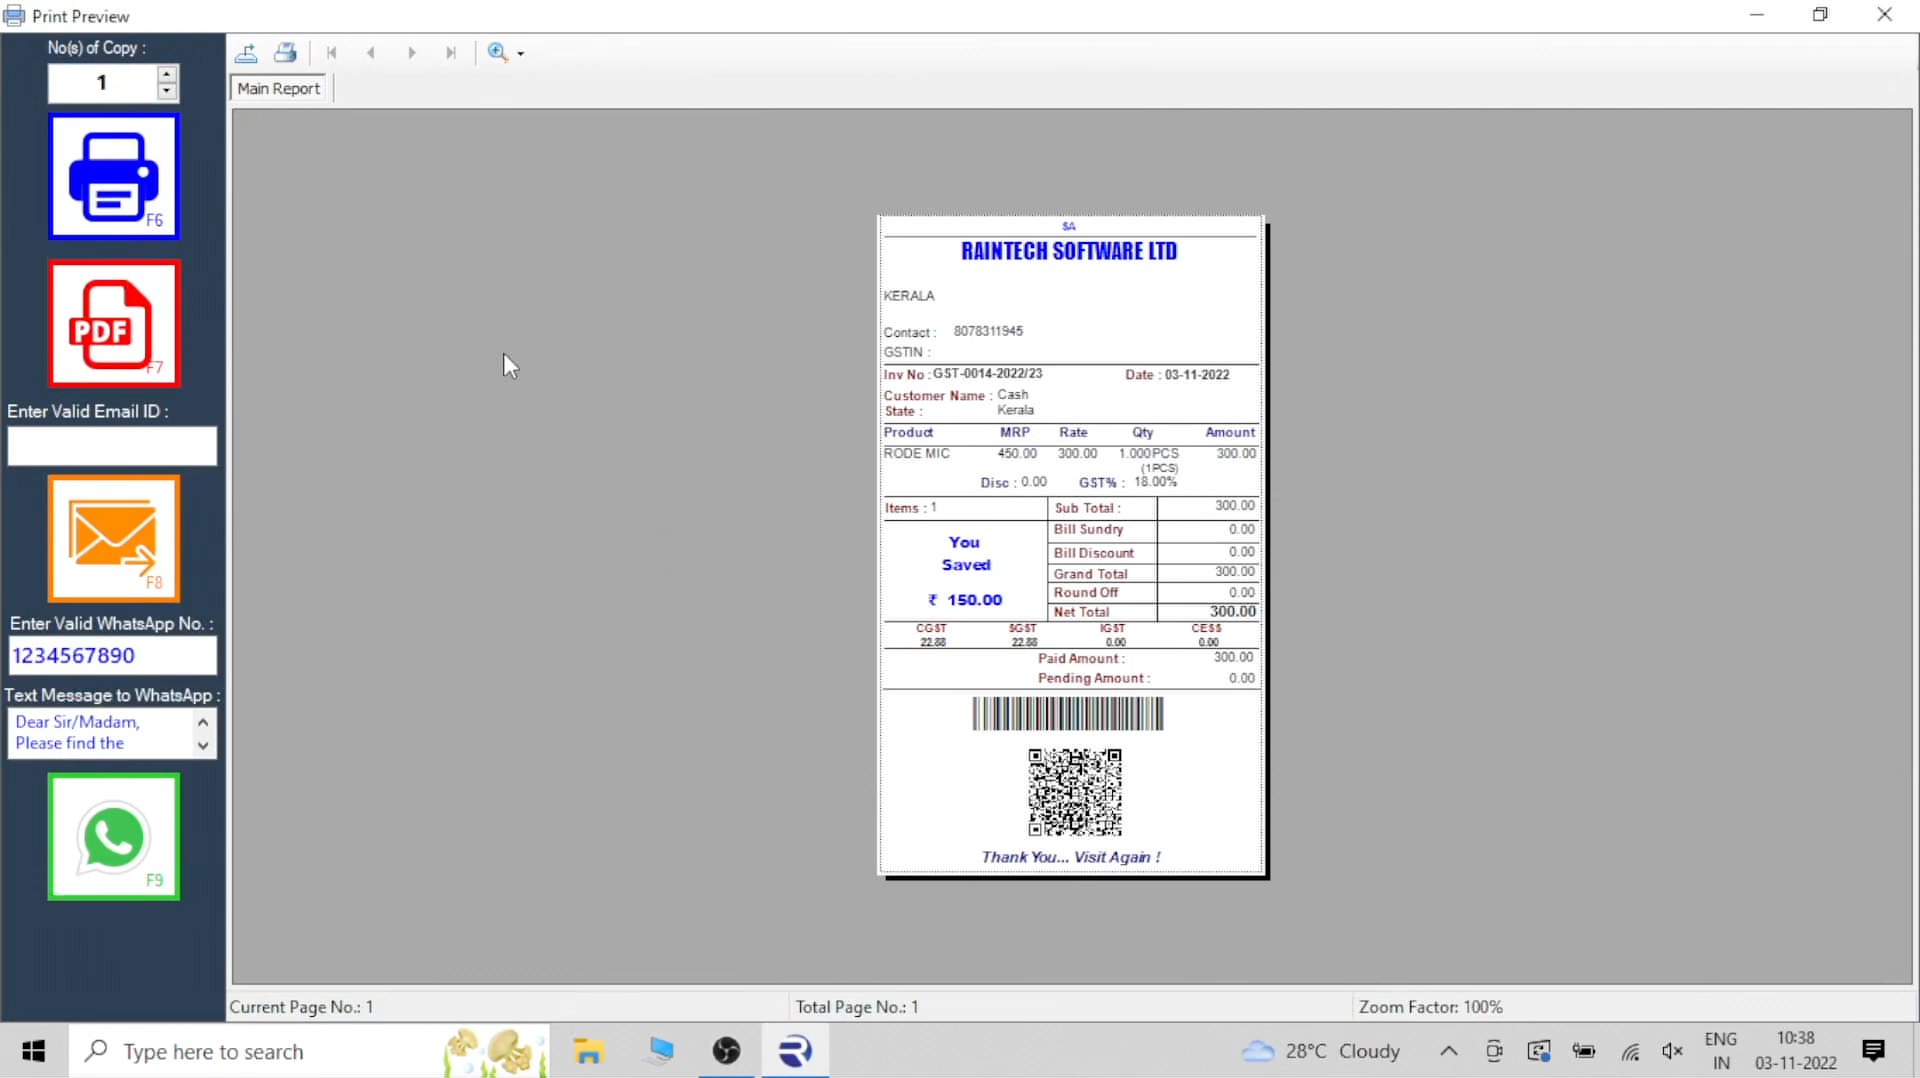 Print Preview
No(s) of Copy :
1
F6
PDF
F7
Enter Valid Email ID :
F8
Enter Valid WhatsApp No. :
1234567890
Text Message to WhatsApp :
Dear Sir/Madam,
Please find the
F9
Main Report
SA
RAINTECH SOFTWARE LTD
KERALA
Contact : 8078311945
GSTIN :
Inv No : GST-0014-2022/23 Date : 03-11-2022
Customer Name : Cash
State : Kerala
Product MRP Rate Qty Amount
RODE MIC 450.00 300.00 1.000PCS 300.00
(1PCS)
Disc : 0.00 GST% : 18.00%
Items : 1 Sub Total : 300.00
Bill Sundry 0.00
You
Saved
₹ 150.00
Bill Discount 0.00
Grand Total 300.00
Round Off 0.00
Net Total 300.00
CGST SGST IGST CESS
22.88 22.88 0.00 0.00
Paid Amount : 300.00
Pending Amount : 0.00
Thank You... Visit Again !
Current Page No.: 1 Total Page No.: 1 Zoom Factor: 100%
Type here to search
28°C Cloudy
ENG
IN
10:38
03-11-2022